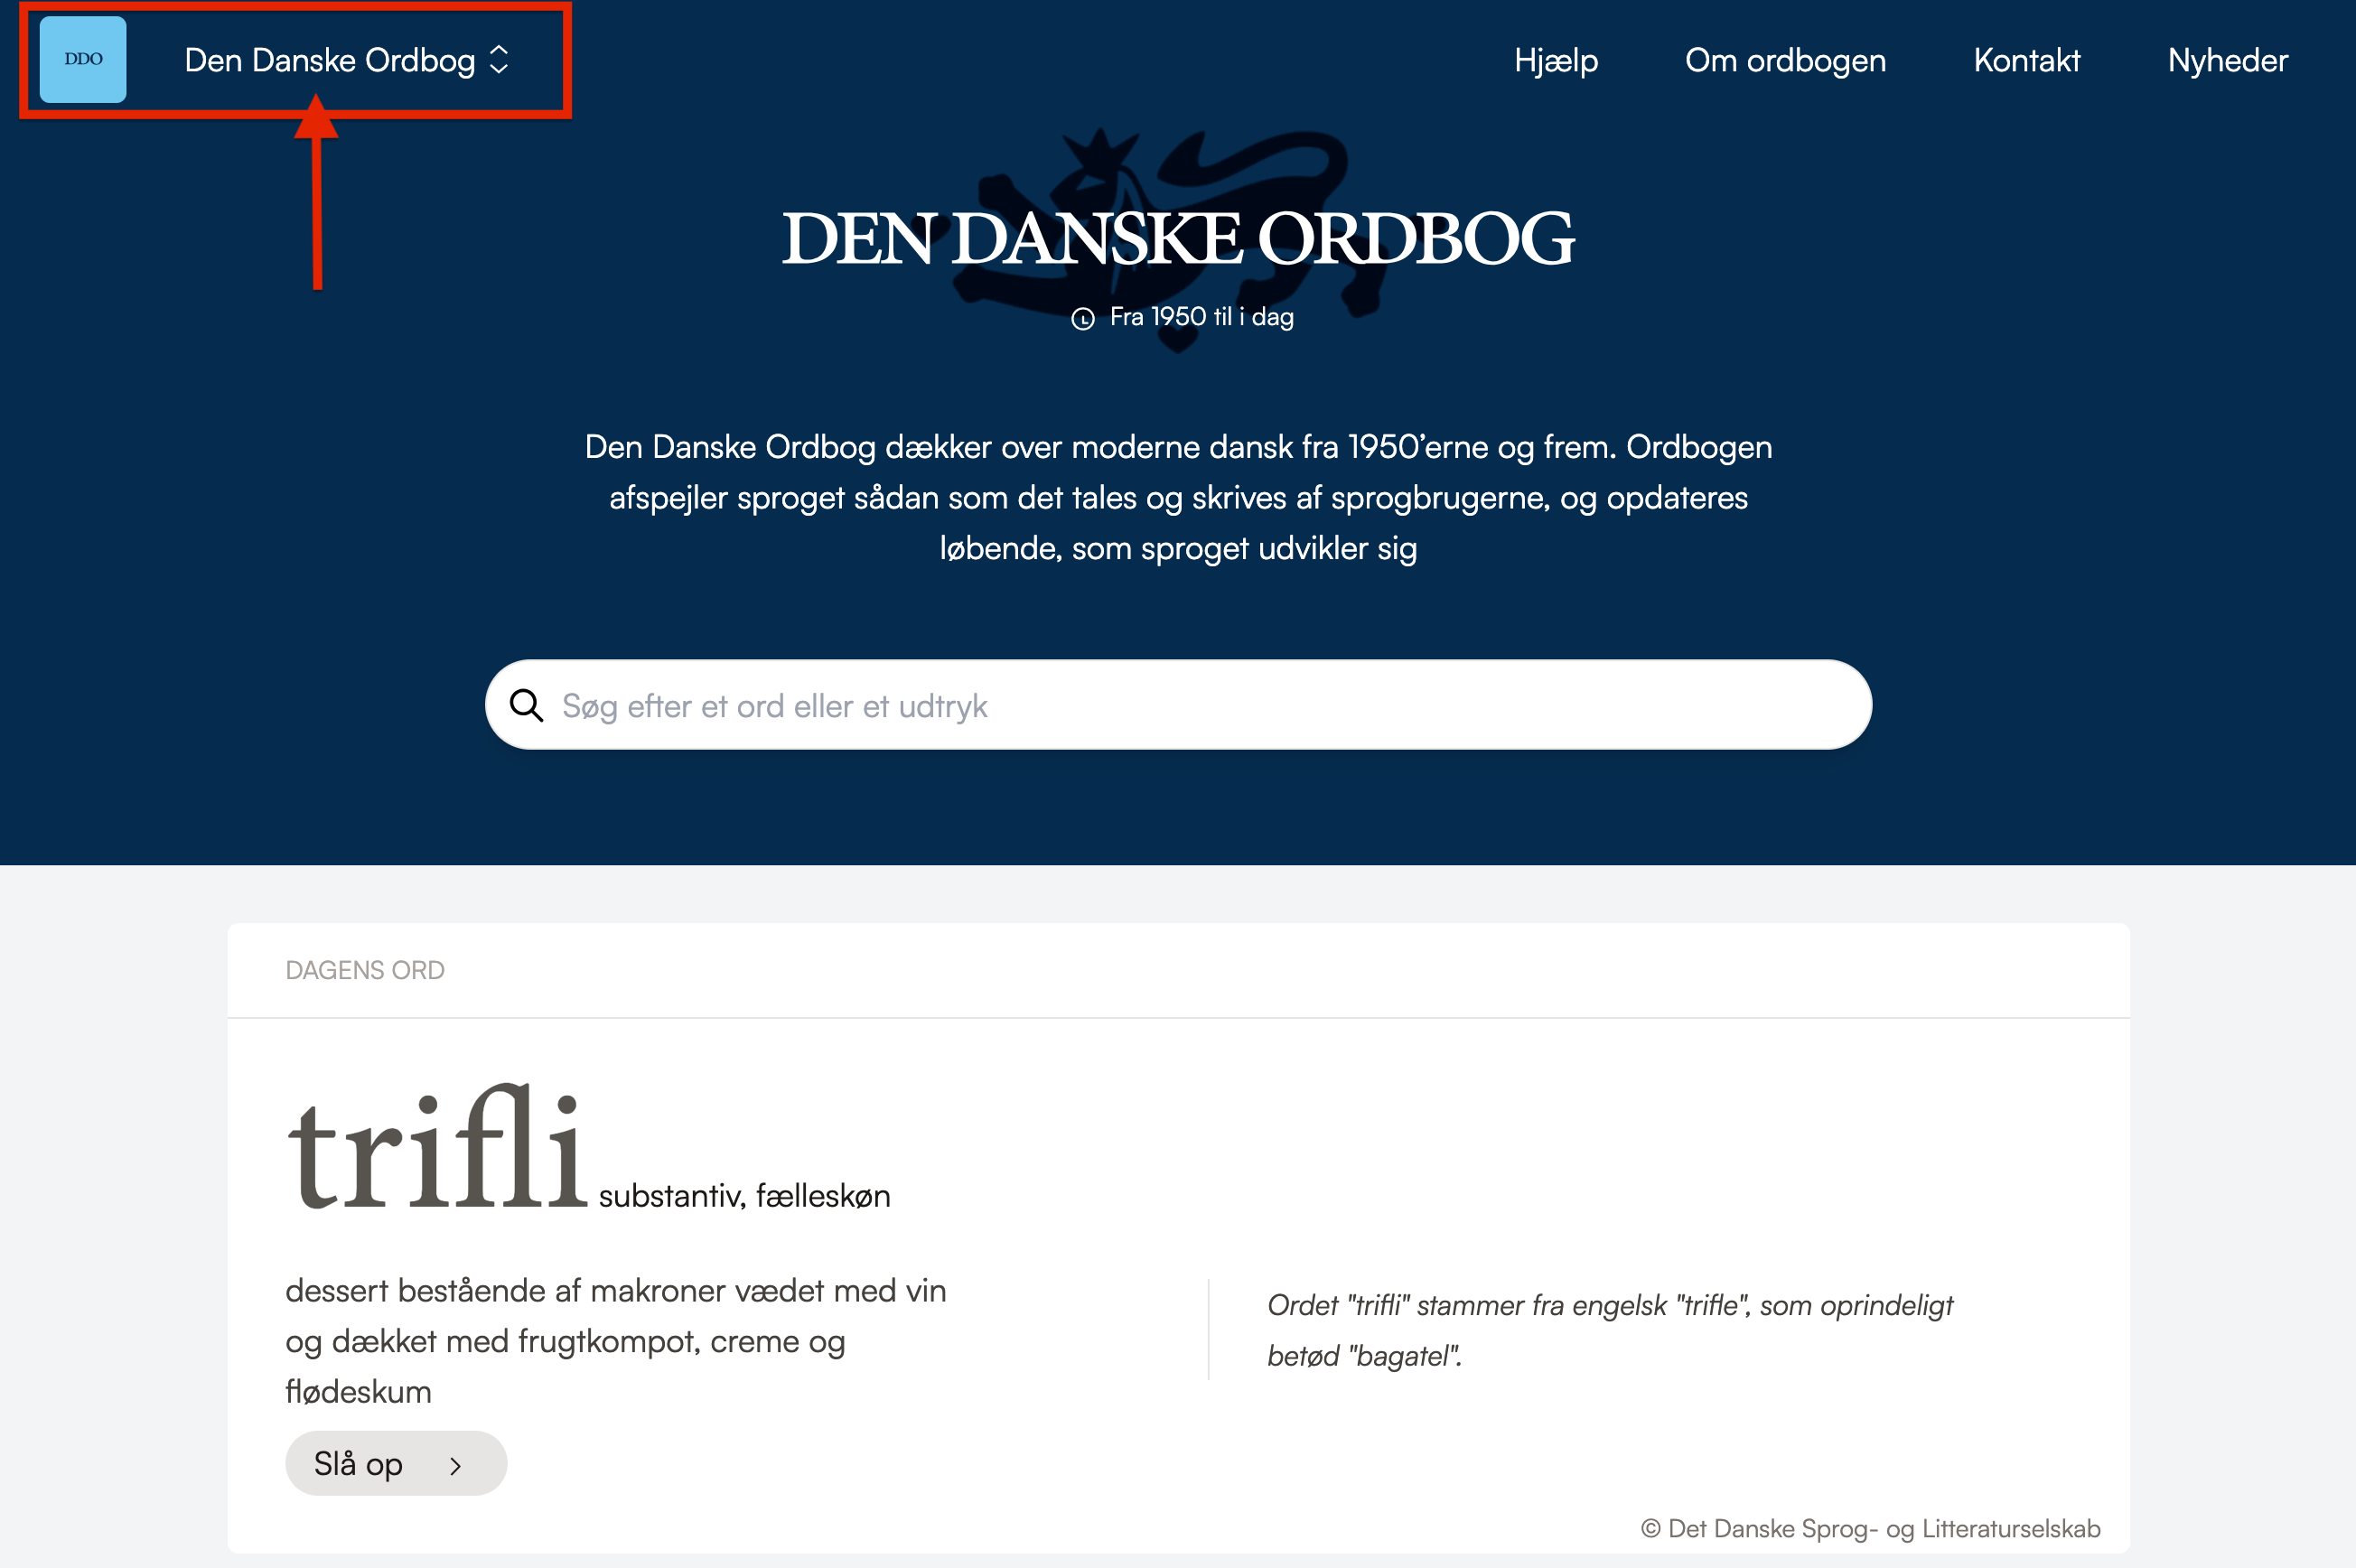 DDO
Den Danske Ordbog
Hjælp
Om ordbogen
Kontakt
Nyheder
DEN DANSKE ORDBOG
Fra 1950 til i dag
Den Danske Ordbog dækker over moderne dansk fra 1950’erne og frem. Ordbogen
afspejler sproget sådan som det tales og skrives af sprogbrugerne, og opdateres
løbende, som sproget udvikler sig
Søg efter et ord eller et udtryk
DAGENS ORD
trifli substantiv, fælleskøn
dessert bestående af makroner vædet med vin
og dækket med frugtkompot, creme og
flødeskum
Ordet "trifli" stammer fra engelsk "trifle", som oprindeligt
betød "bagatel".
Slå op
© Det Danske Sprog- og Litteraturselskab